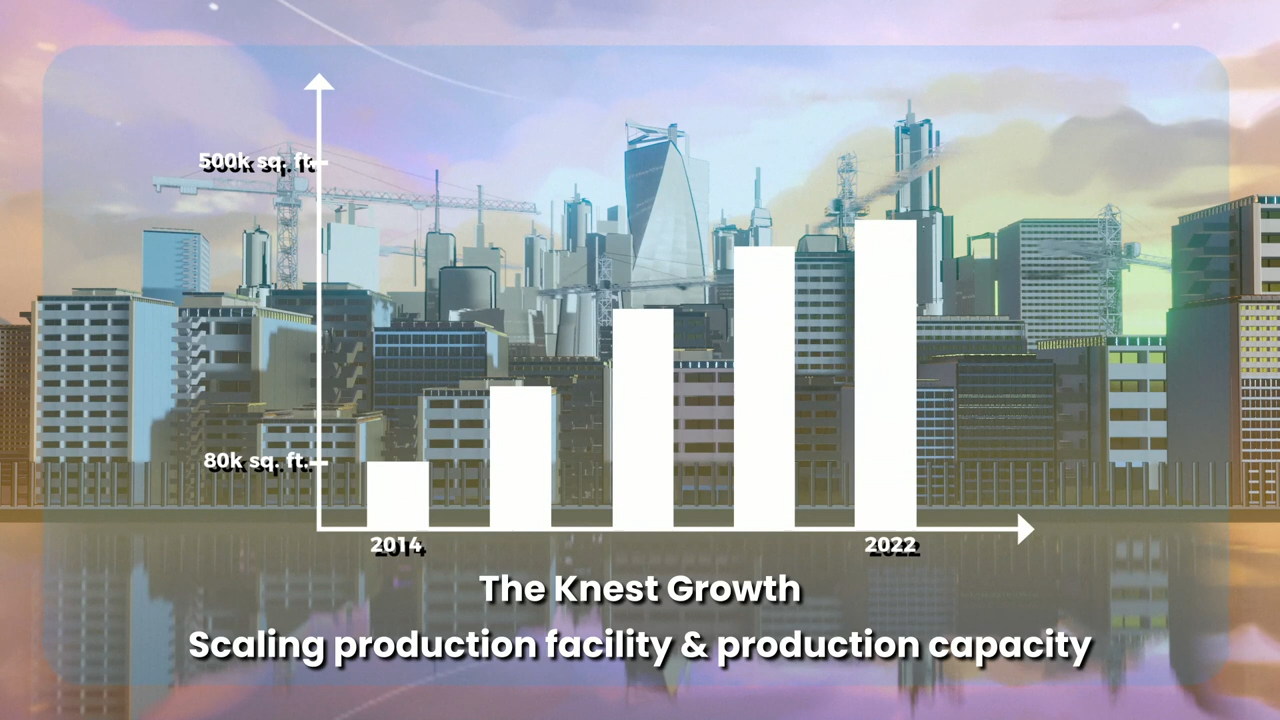 500k sq. ft.
80k sq. ft.
2014
2022
The Knest Growth
Scaling production facility & production capacity